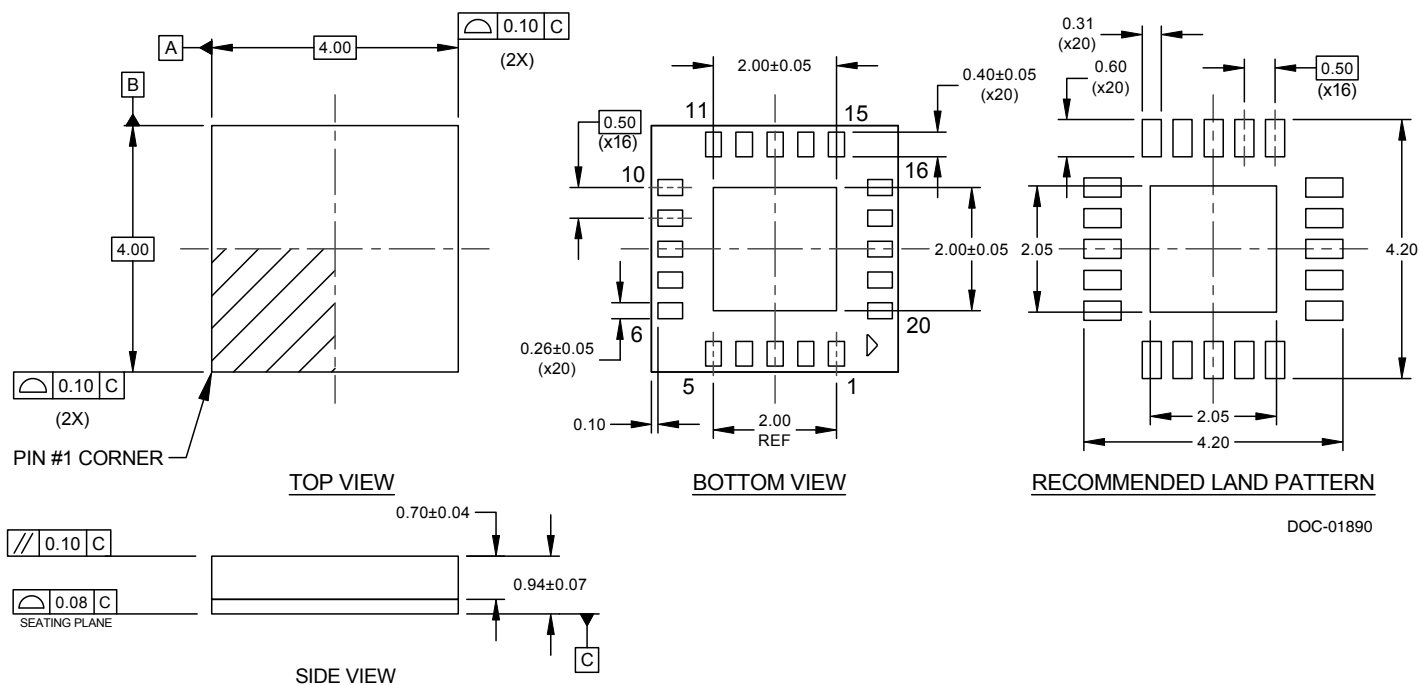 A
4.00
0.10 C
(2X)
B
4.00
0.10 C
(2X)
PIN #1 CORNER
TOP VIEW
2.00±0.05
0.40±0.05
(x20)
11
15
0.50
(x16)
10
16
2.00±0.05
6
20
0.26±0.05
(x20)
5
1
0.10
2.00
REF
BOTTOM VIEW
0.31
(x20)
0.60
(x20)
0.50
(x16)
2.05
4.20
2.05
4.20
RECOMMENDED LAND PATTERN
DOC-01890
// 0.10 C
0.70±0.04
0.94±0.07
0.08 C
SEATING PLANE
C
SIDE VIEW